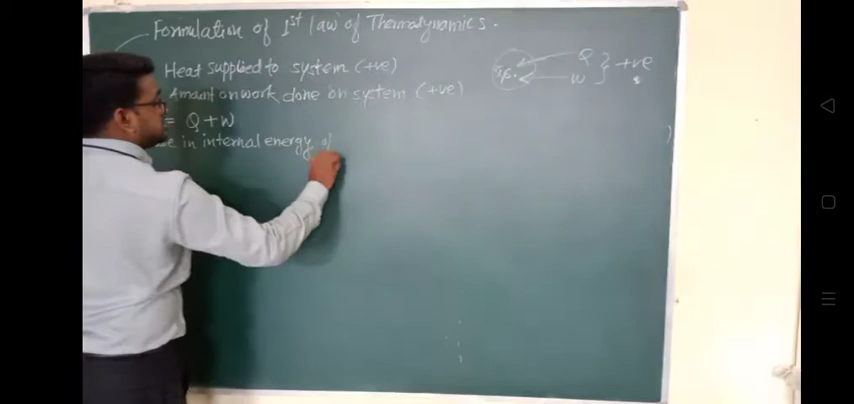 Formulation of 1st law of Thermodynamics.
Heat supplied to system (+ve)
Amount on work done on system (+ve)
= Q + W
in internal energy of
Q
W } +ve